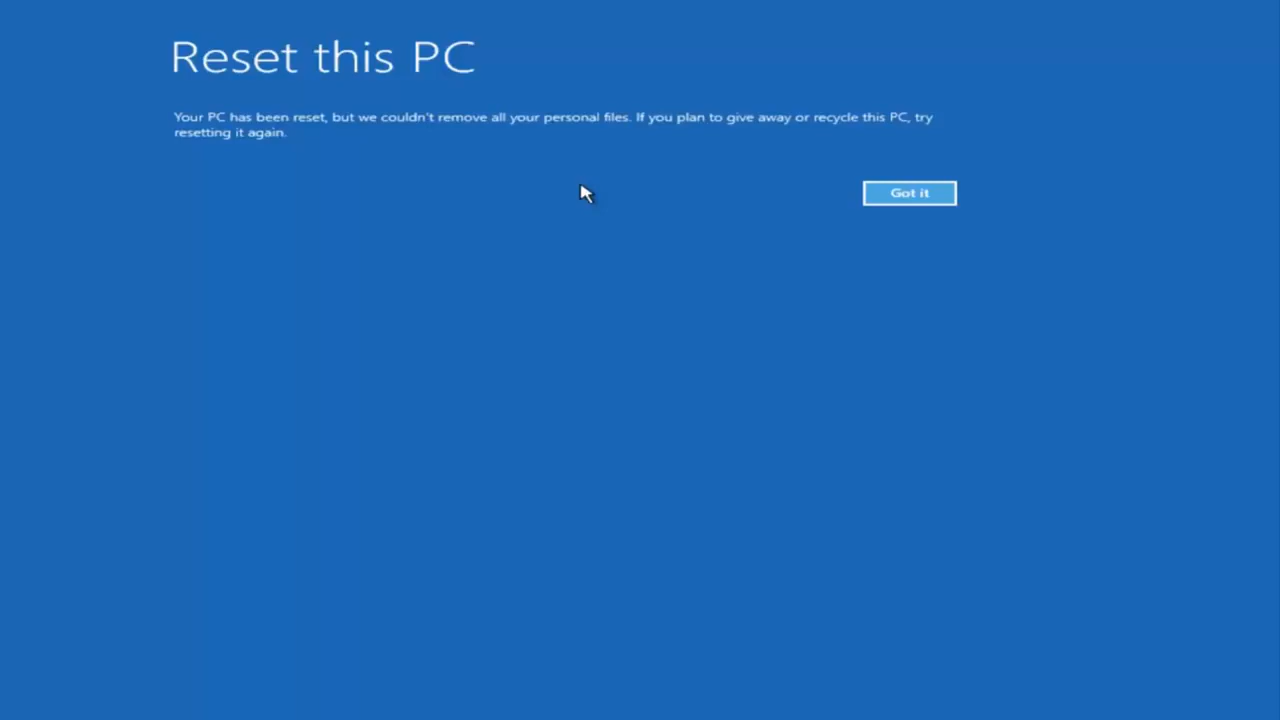 Reset this PC
Your PC has been reset, but we couldn't remove all your personal files. If you plan to give away or recycle this PC, try
resetting it again.
Got it